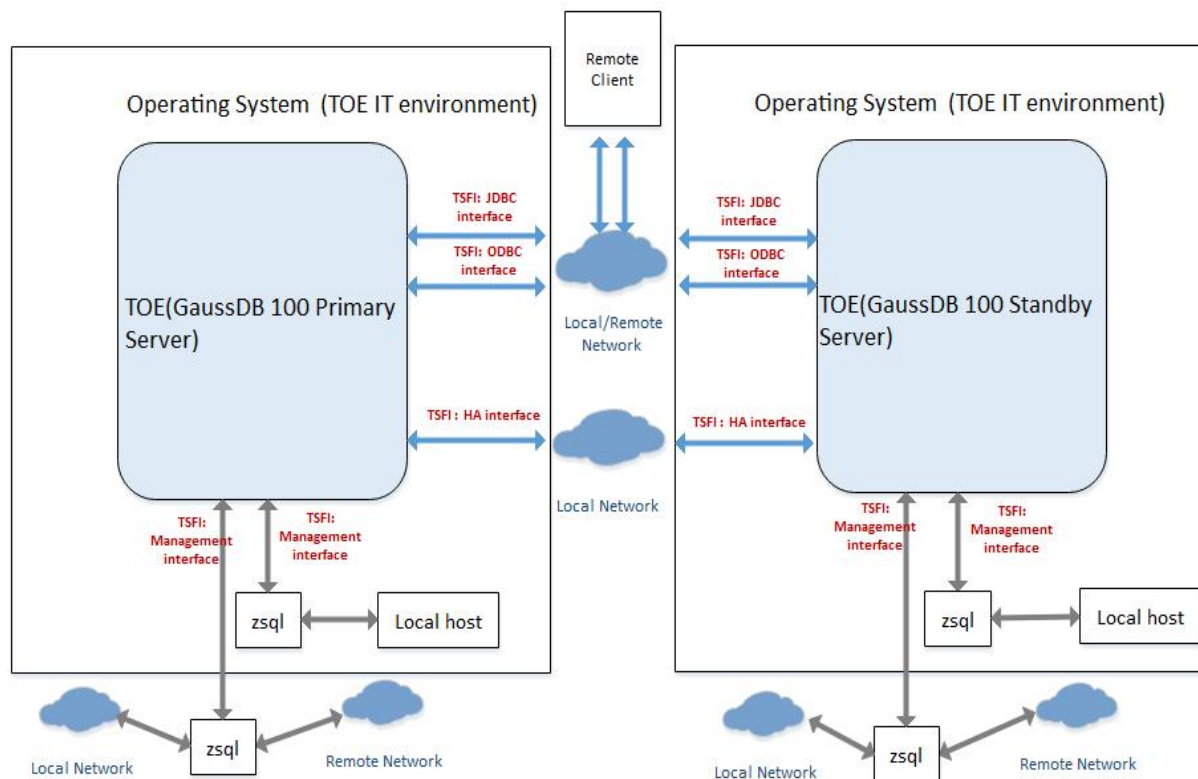 Remote
Client
Operating System (TOE IT environment)
Operating System (TOE IT environment)
TSFI: JDBC
interface
TSFI: ODBC
interface
TOE(GaussDB 100 Primary
Server)
TSFI: JDBC
interface
TSFI: ODBC
interface
TOE(GaussDB 100 Standby
Server)
Local/Remote
Network
TSFI : HA interface
TSFI : HA interface
Local Network
TSFI:
Management
interface
TSFI:
Management
interface
TSFI:
Management
interface
TSFI:
Management
interface
zsql
Local host
zsql
Local host
zsql
Local Network
Remote Network
zsql
Local Network
Remote Network